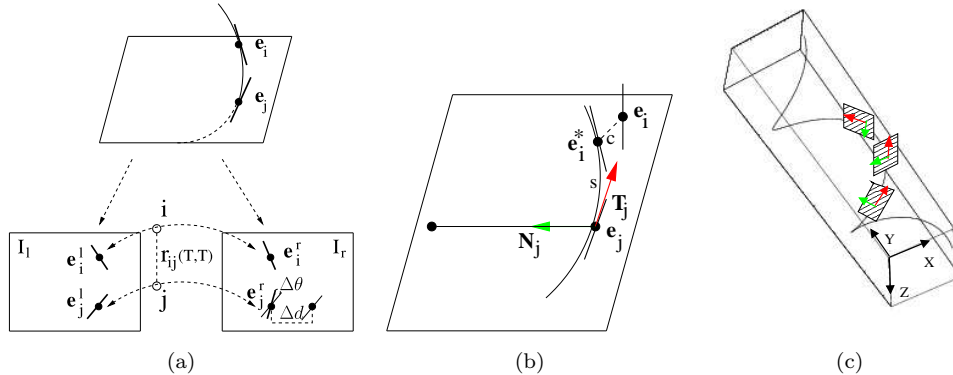 e_i
e_j
i
I_l
e_i^l
r_ij(T,T)
e_i^r
I_r
e_j^l
j
e_j^r
Δθ
Δd
(a)
e_i
e_i^*
c
s
T_j
N_j
e_j
(b)
Y
X
Z
(c)